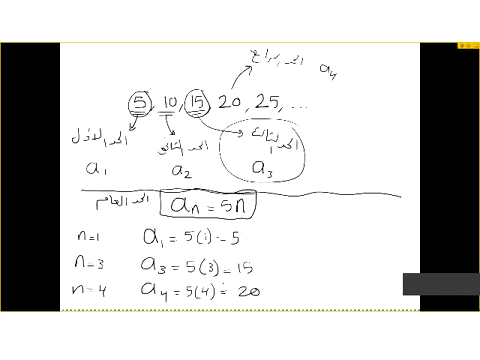 الحد الرابع a₄
5, 10, 15, 20, 25, ...
الحد الأول الحد الثاني الحد الثالث
a₁ a₂ a₃
الحد العام aₙ = 5n
n=1 a₁ = 5(1) = 5
n=3 a₃ = 5(3) = 15
n=4 a₄ = 5(4) = 20